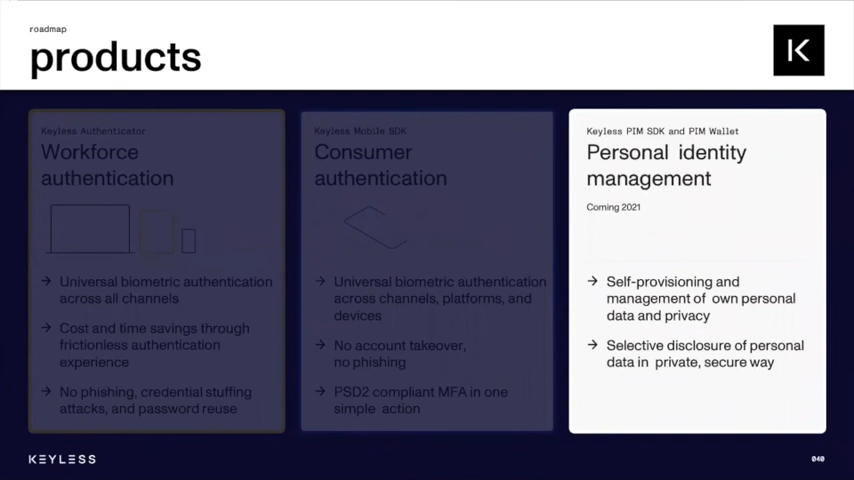 roadmap
products
Keyless Authenticator
Workforce
authentication
→ Universal biometric authentication
across all channels
→ Cost and time savings through
frictionless authentication
experience
→ No phishing, credential stuffing
attacks, and password reuse
Keyless Mobile SDK
Consumer
authentication
→ Universal biometric authentication
across channels, platforms, and
devices
→ No account takeover,
no phishing
→ PSD2 compliant MFA in one
simple action
Keyless PIM SDK and PIM Wallet
Personal identity
management
Coming 2021
→ Self-provisioning and
management of own personal
data and privacy
→ Selective disclosure of personal
data in private, secure way
KEYLESS
040